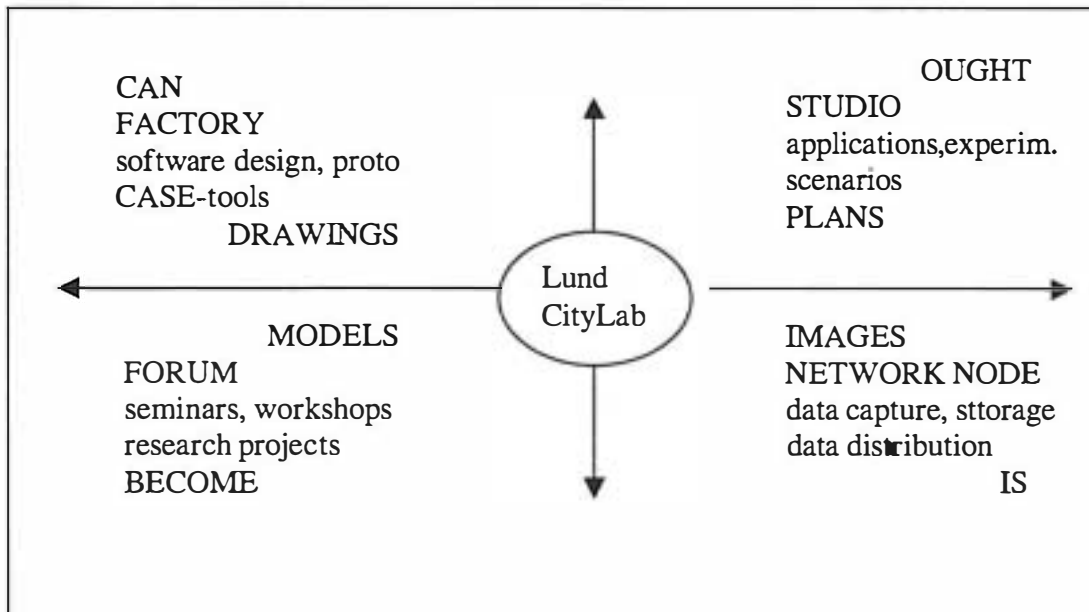 CAN
FACTORY
software design, proto
CASE-tools
DRAWINGS
OUGHT
STUDIO
applications,experim.
scenarios
PLANS
Lund
CityLab
MODELS
FORUM
seminars, workshops
research projects
BECOME
IMAGES
NETWORK NODE
data capture, sttorage
data distribution
IS